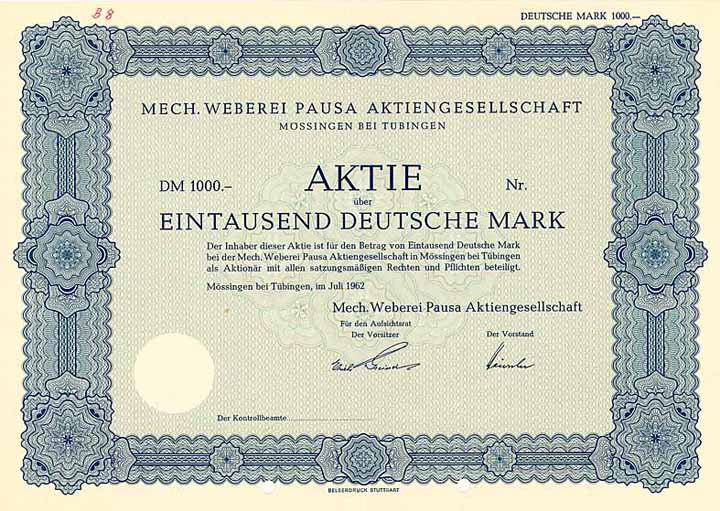 B 8
DEUTSCHE MARK 1000.—
MECH. WEBEREI PAUSA AKTIENGESELLSCHAFT
MÖSSINGEN BEI TÜBINGEN
DM 1000.– AKTIE Nr.
über
EINTAUSEND DEUTSCHE MARK
Der Inhaber dieser Aktie ist für den Betrag von Eintausend Deutsche Mark
bei der Mech. Weberei Pausa Aktiengesellschaft in Mössingen bei Tübingen
als Aktionär mit allen satzungsmäßigen Rechten und Pflichten beteiligt.
Mössingen bei Tübingen, im Juli 1962
Mech. Weberei Pausa Aktiengesellschaft
Für den Aufsichtsrat
Der Vorsitzer Der Vorstand
Der Kontrollbeamte
BELSERDRUCK STUTTGART